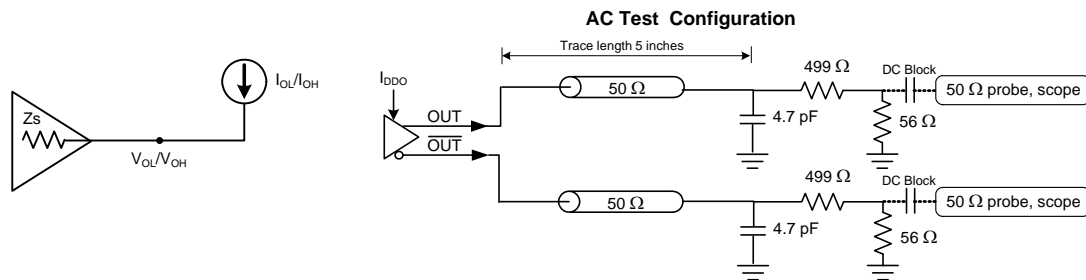 AC Test Configuration
Trace length 5 inches
I_OL/I_OH
Zs
V_OL/V_OH
I_DDO
OUT
OUT
50 Ω
4.7 pF
499 Ω
56 Ω
DC Block
50 Ω probe, scope
50 Ω
4.7 pF
499 Ω
56 Ω
DC Block
50 Ω probe, scope